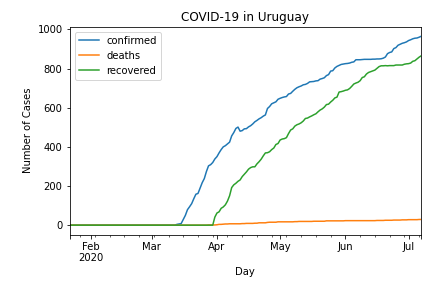 COVID-19 in Uruguay
confirmed
deaths
recovered
Number of Cases
1000
800
600
400
200
0
Feb
2020
Mar
Apr
May
Jun
Jul
Day